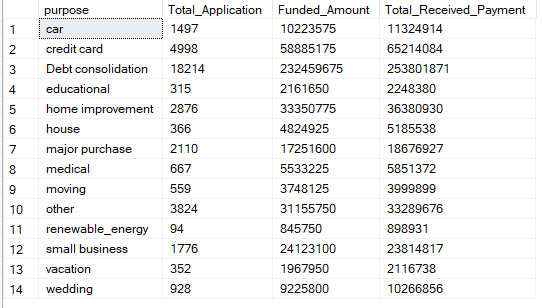 purpose Total_Application Funded_Amount Total_Received_Payment
1 car 1497 10223575 11324914
2 credit card 4998 58885175 65214084
3 Debt consolidation 18214 232459675 253801871
4 educational 315 2161650 2248380
5 home improvement 2876 33350775 36380930
6 house 366 4824925 5185538
7 major purchase 2110 17251600 18676927
8 medical 667 5533225 5851372
9 moving 559 3748125 3999899
10 other 3824 31155750 33289676
11 renewable_energy 94 845750 898931
12 small business 1776 24123100 23814817
13 vacation 352 1967950 2116738
14 wedding 928 9225800 10266856